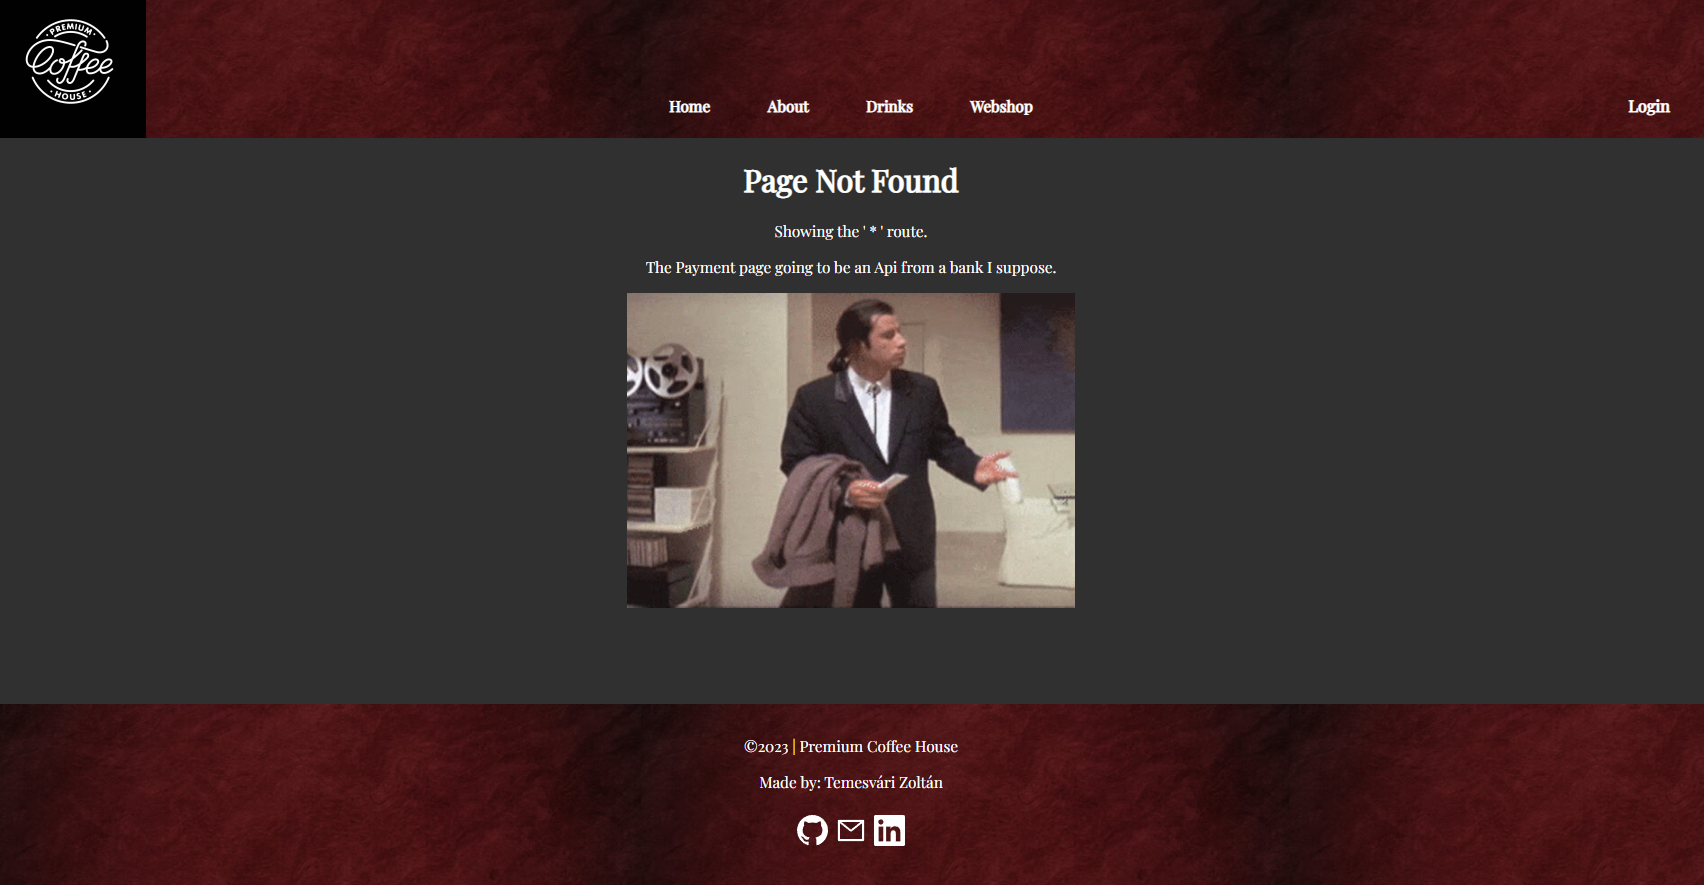 · PREMIUM ·
Coffee
· HOUSE ·
Home About Drinks Webshop Login
Page Not Found
Showing the ' * ' route.
The Payment page going to be an Api from a bank I suppose.
©2023 | Premium Coffee House
Made by: Temesvári Zoltán
in